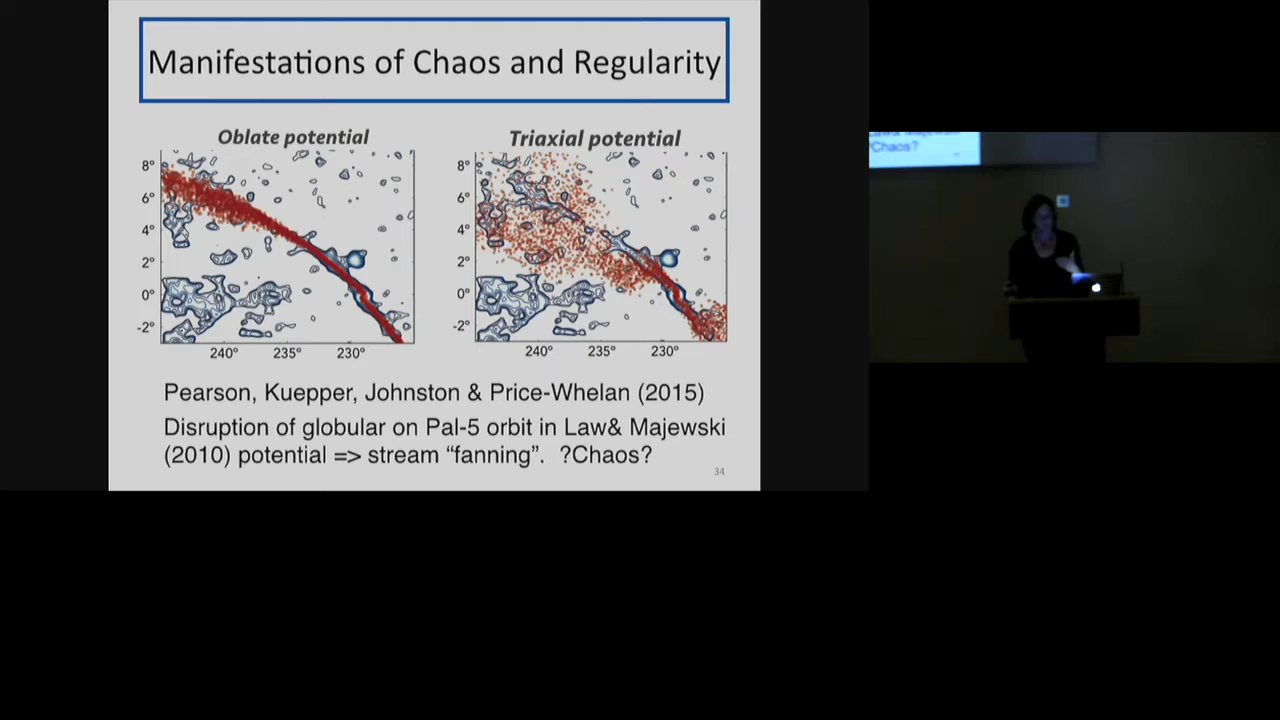 Manifestations of Chaos and Regularity
Oblate potential
Triaxial potential
8°
6°
4°
2°
0°
-2°
240°
235°
230°
8°
6°
4°
2°
0°
-2°
240°
235°
230°
Pearson, Kuepper, Johnston & Price-Whelan (2015)
Disruption of globular on Pal-5 orbit in Law& Majewski
(2010) potential => stream “fanning”. ?Chaos?
34
Chaos?